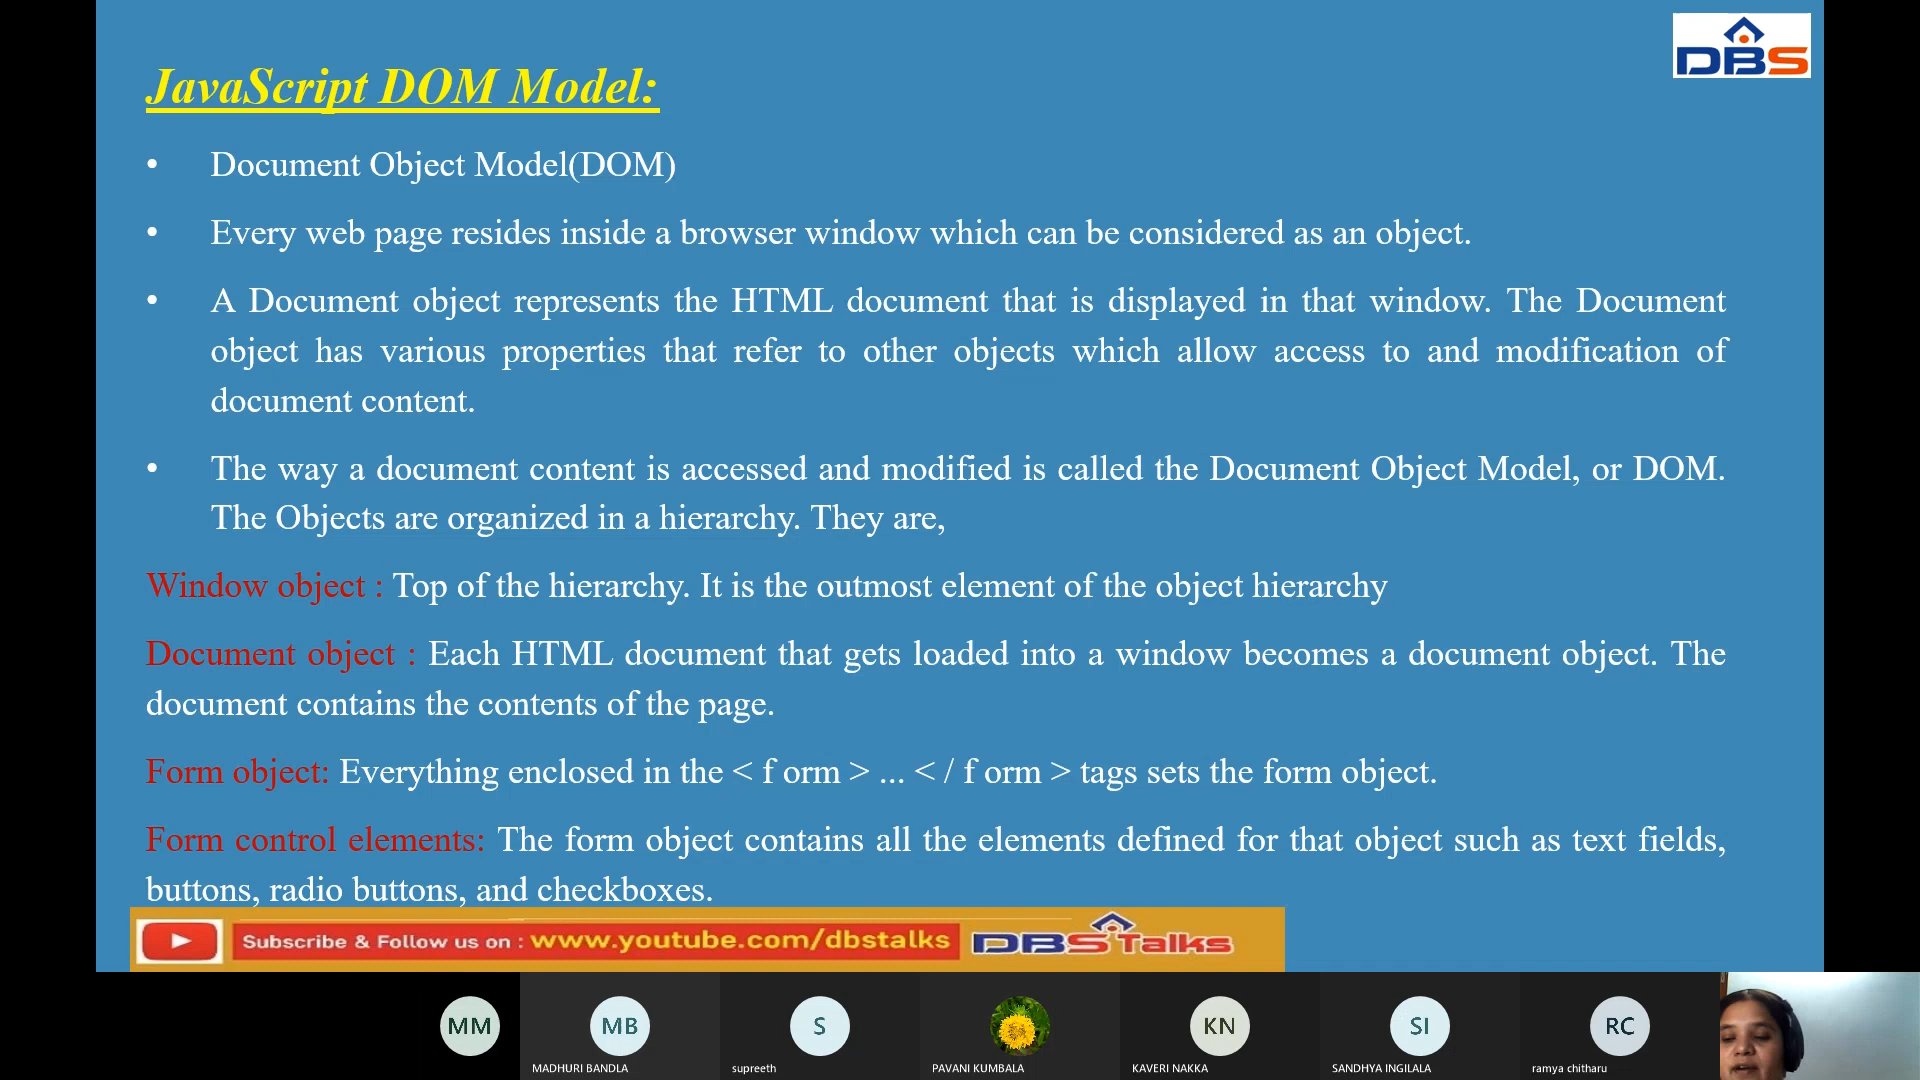 DBS
JavaScript DOM Model:
• Document Object Model(DOM)
• Every web page resides inside a browser window which can be considered as an object.
• A Document object represents the HTML document that is displayed in that window. The Document
object has various properties that refer to other objects which allow access to and modification of
document content.
• The way a document content is accessed and modified is called the Document Object Model, or DOM.
The Objects are organized in a hierarchy. They are,
Window object : Top of the hierarchy. It is the outmost element of the object hierarchy
Document object : Each HTML document that gets loaded into a window becomes a document object. The
document contains the contents of the page.
Form object: Everything enclosed in the < f orm > ... < / f orm > tags sets the form object.
Form control elements: The form object contains all the elements defined for that object such as text fields,
buttons, radio buttons, and checkboxes.
Subscribe & Follow us on : www.youtube.com/dbstalks DBS Talks
MM MB S KN SI RC
MADHURI BANDLA supreeth PAVANI KUMBALA KAVERI NAKKA SANDHYA INGILALA ramya chitharu